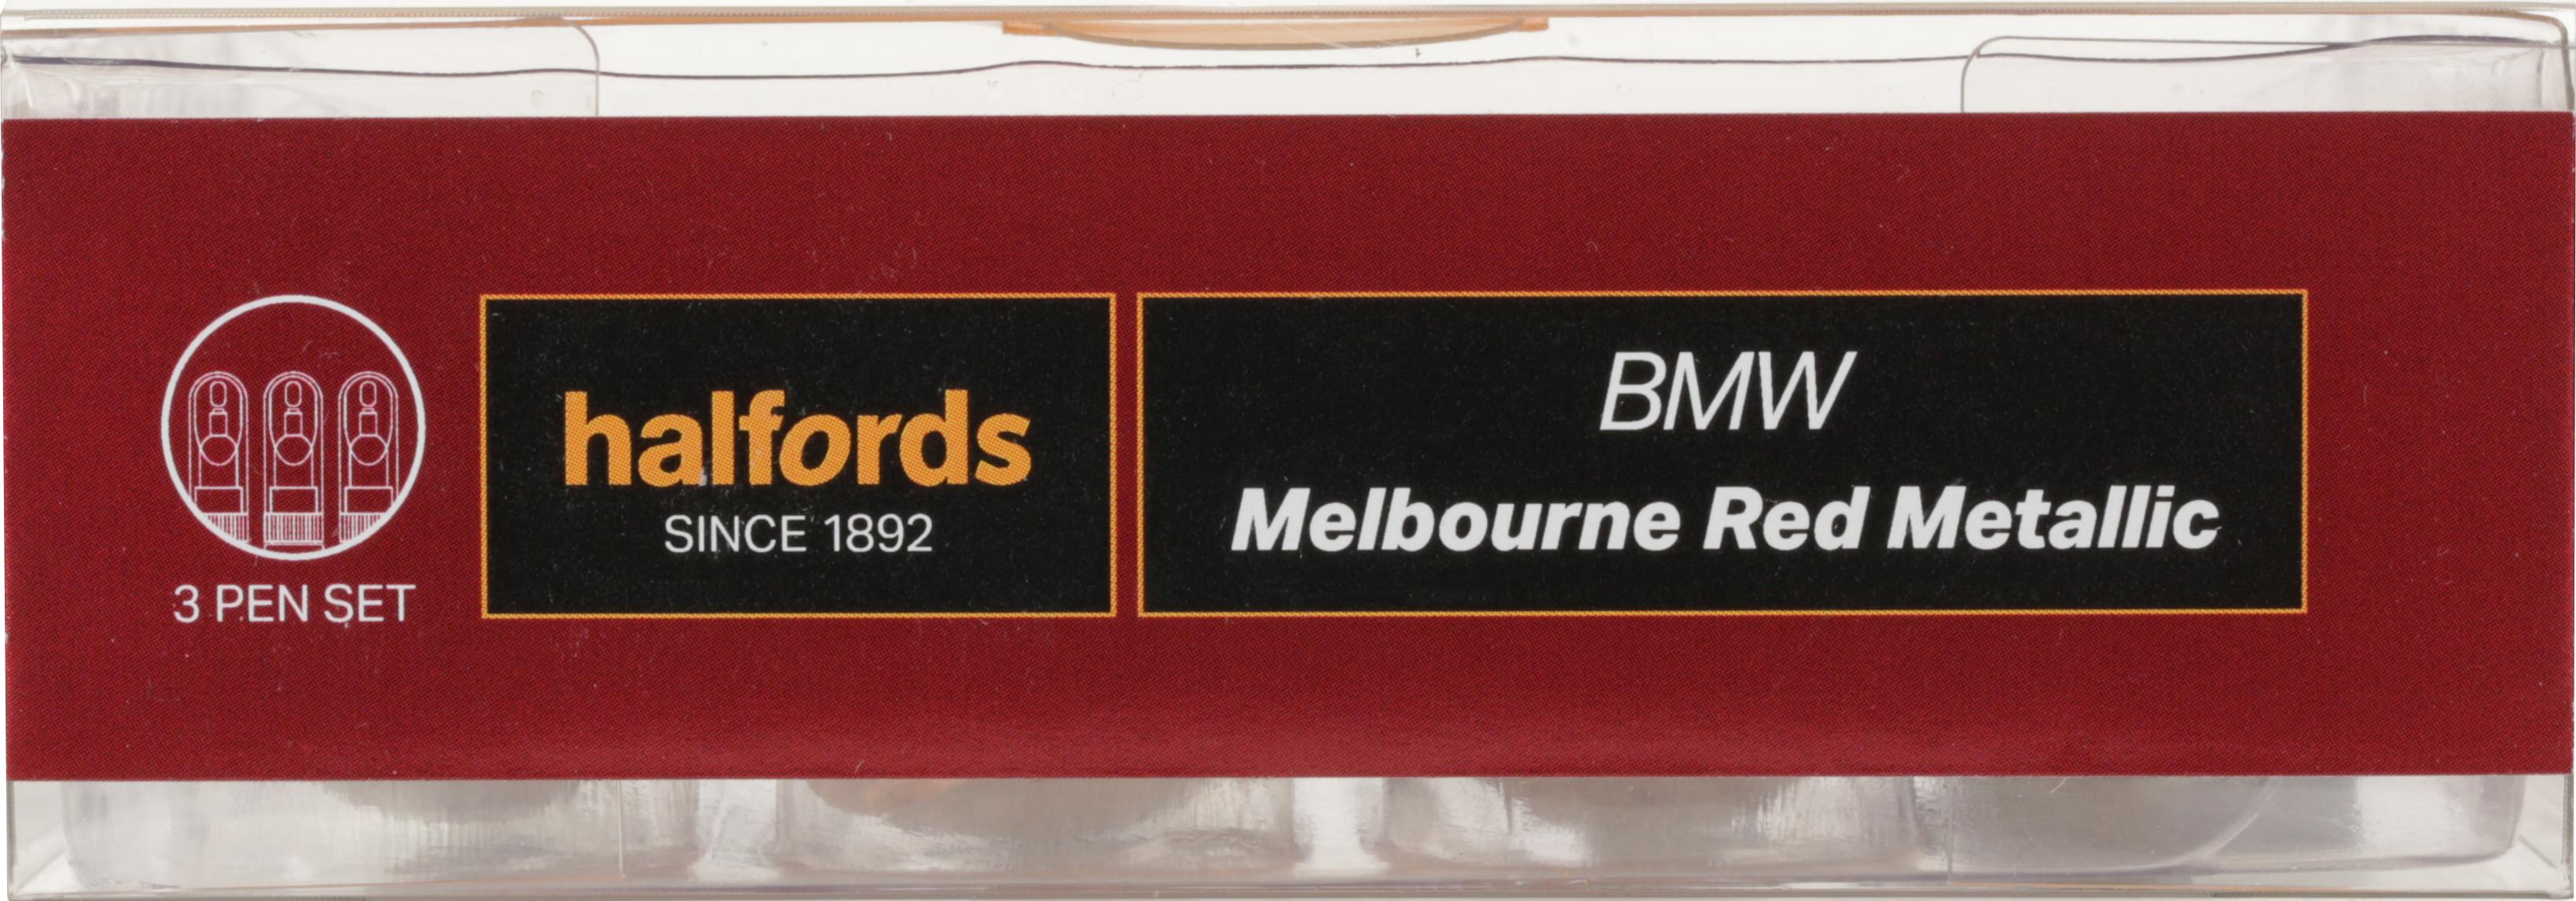 3 PEN SET
halfords
SINCE 1892
BMW
Melbourne Red Metallic